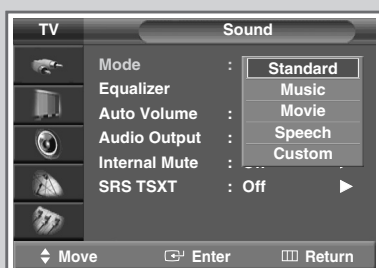 TV Sound
Mode : Standard
Equalizer Music
Auto Volume : Movie
Audio Output : Speech
Custom
Internal Mute :
SRS TSXT : Off ▶
Move Enter Return